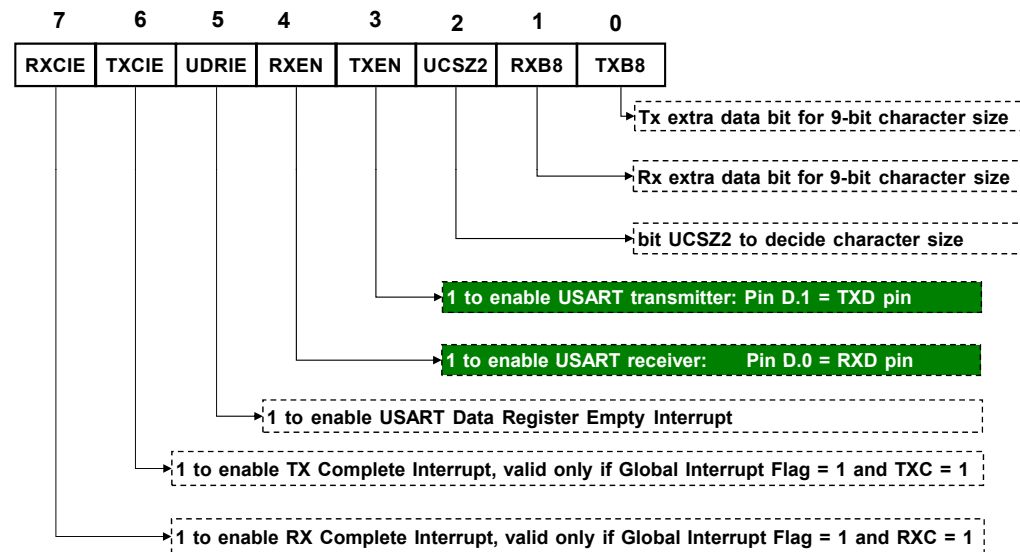 7 6 5 4 3 2 1 0
RXCIE TXCIE UDRIE RXEN TXEN UCSZ2 RXB8 TXB8
Tx extra data bit for 9-bit character size
Rx extra data bit for 9-bit character size
bit UCSZ2 to decide character size
1 to enable USART transmitter: Pin D.1 = TXD pin
1 to enable USART receiver: Pin D.0 = RXD pin
1 to enable USART Data Register Empty Interrupt
1 to enable TX Complete Interrupt, valid only if Global Interrupt Flag = 1 and TXC = 1
1 to enable RX Complete Interrupt, valid only if Global Interrupt Flag = 1 and RXC = 1